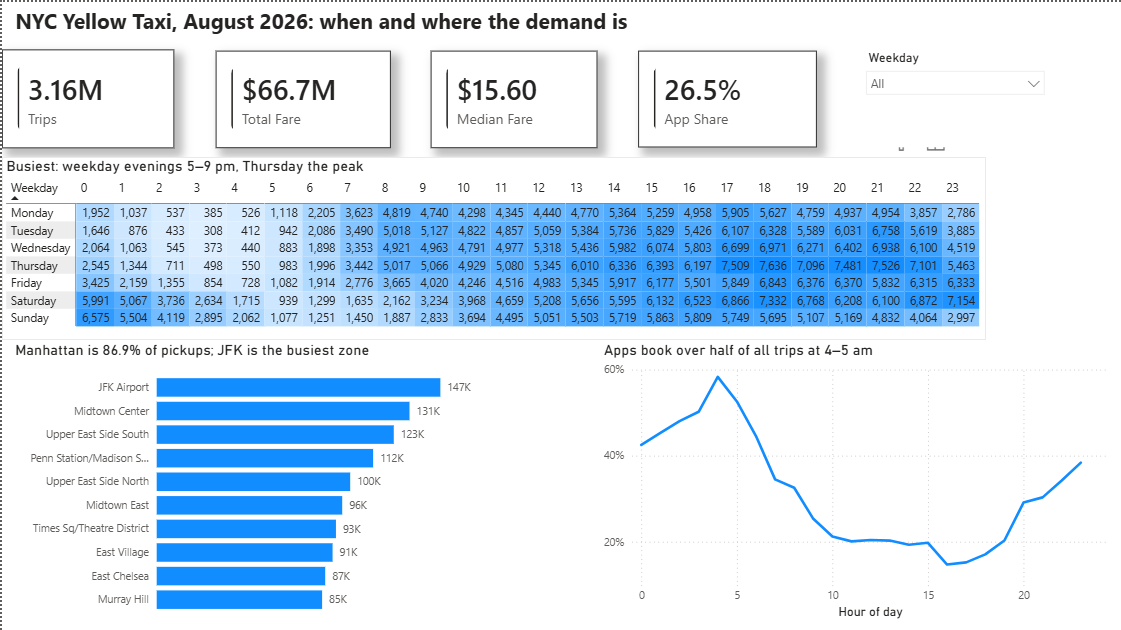 NYC Yellow Taxi, August 2026: when and where the demand is
Weekday
All
3.16M
Trips
$66.7M
Total Fare
$15.60
Median Fare
26.5%
App Share
Busiest: weekday evenings 5–9 pm, Thursday the peak
Weekday 0 1 2 3 4 5 6 7 8 9 10 11 12 13 14 15 16 17 18 19 20 21 22 23
Monday 1,952 1,037 537 385 526 1,118 2,205 3,623 4,819 4,740 4,298 4,345 4,440 4,770 5,364 5,259 4,958 5,905 5,627 4,759 4,937 4,954 3,857 2,786
Tuesday 1,646 876 433 308 412 942 2,086 3,490 5,018 5,127 4,822 4,857 5,059 5,384 5,736 5,829 5,426 6,107 6,328 5,589 6,031 6,758 5,619 3,885
Wednesday 2,064 1,063 545 373 440 883 1,898 3,353 4,921 4,963 4,791 4,977 5,318 5,436 5,982 6,074 5,803 6,699 6,971 6,271 6,402 6,938 6,100 4,519
Thursday 2,545 1,344 711 498 550 983 1,996 3,442 5,017 5,066 4,929 5,080 5,345 6,010 6,336 6,393 6,197 7,509 7,636 7,096 7,481 7,526 7,101 5,463
Friday 3,425 2,159 1,355 854 728 1,082 1,914 2,776 3,665 4,020 4,246 4,516 4,983 5,345 5,917 6,177 5,501 5,849 6,843 6,376 6,370 5,832 6,315 6,333
Saturday 5,991 5,067 3,736 2,634 1,715 939 1,299 1,635 2,162 3,234 3,968 4,659 5,208 5,656 5,595 6,132 6,523 6,866 7,332 6,768 6,208 6,100 6,872 7,154
Sunday 6,575 5,504 4,119 2,895 2,062 1,077 1,251 1,450 1,887 2,833 3,694 4,495 5,051 5,503 5,719 5,863 5,809 5,749 5,695 5,107 5,169 4,832 4,064 2,997
Manhattan is 86.9% of pickups; JFK is the busiest zone
JFK Airport 147K
Midtown Center 131K
Upper East Side South 123K
Penn Station/Madison S... 112K
Upper East Side North 100K
Midtown East 96K
Times Sq/Theatre District 93K
East Village 91K
East Chelsea 87K
Murray Hill 85K
Apps book over half of all trips at 4–5 am
60%
40%
20%
0 5 10 15 20
Hour of day